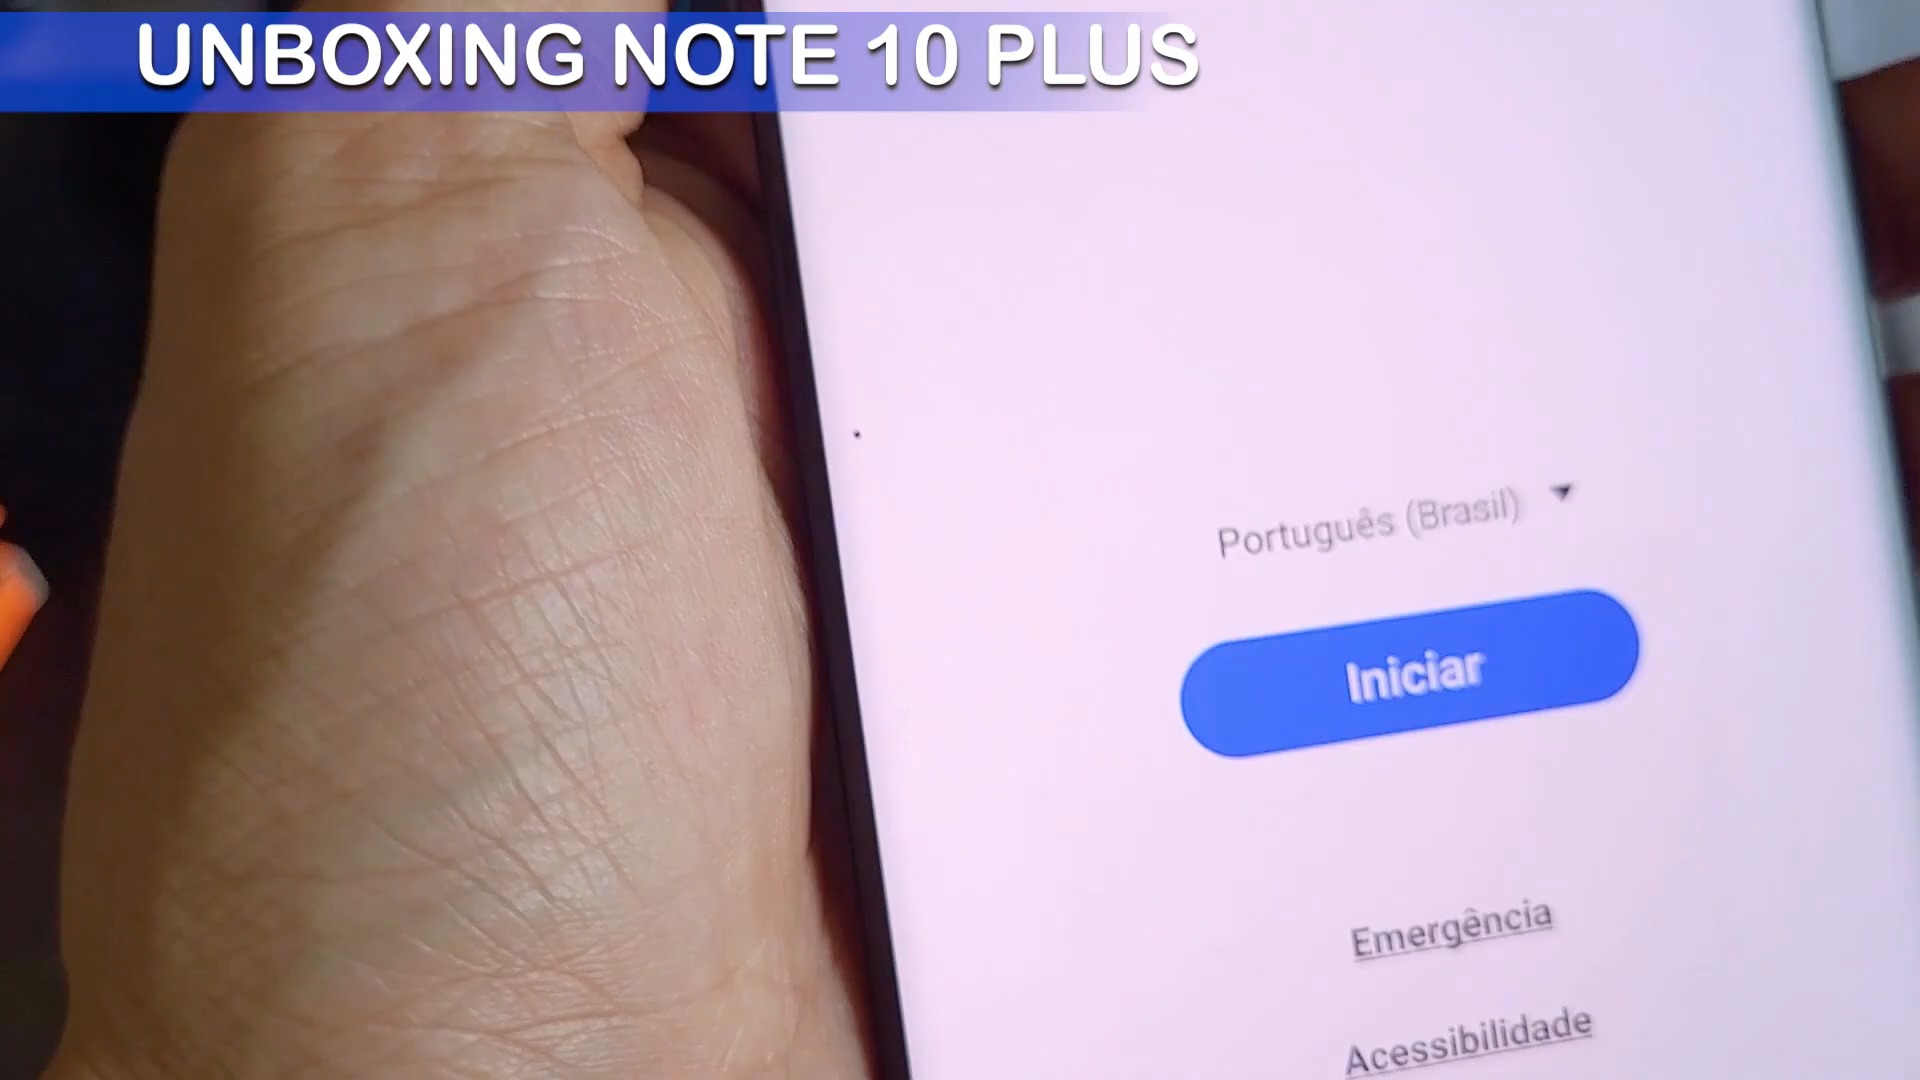 UNBOXING NOTE 10 PLUS
Português (Brasil)
Iniciar
Emergência
Acessibilidade